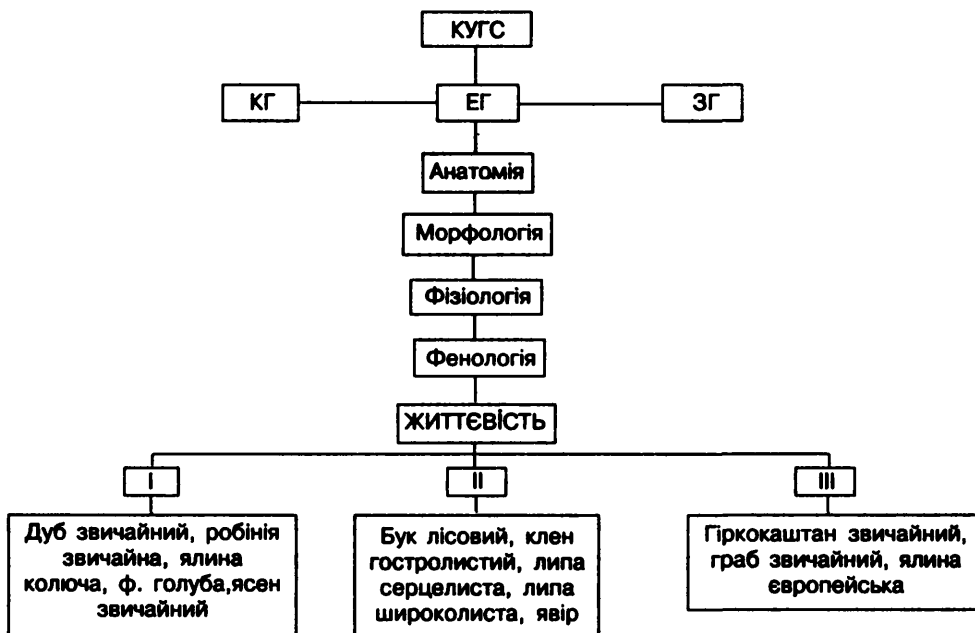 КУГС
КГ
ЕГ
ЗГ
Анатомія
Морфологія
Фізіологія
Фенологія
ЖИТТЄВІСТЬ
I
II
III
Дуб звичайний, робінія
звичайна, ялина
колюча, ф. голуба,ясен
звичайний
Бук лісовий, клен
гостролистий, липа
серцелиста, липа
широколиста, явір
Гіркокаштан звичайний,
граб звичайний, ялина
європейська